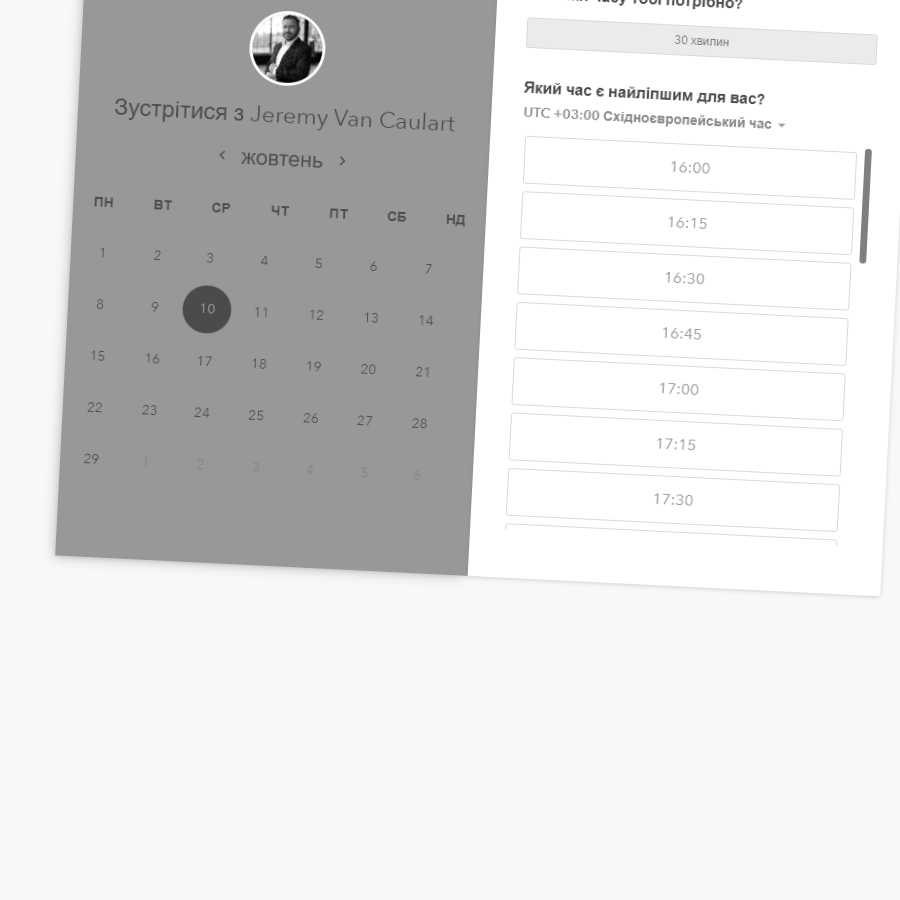 Зустрітися з Jeremy Van Caulart
жовтень
ПН ВТ СР ЧТ ПТ СБ НД
1 2 3 4 5 6 7
8 9 10 11 12 13 14
15 16 17 18 19 20 21
22 23 24 25 26 27 28
29 1 2 3 4 5 6
часу тобі потрібно?
30 хвилин
Який час є найліпшим для вас?
UTC +03:00 Східноєвропейський час
16:00
16:15
16:30
16:45
17:00
17:15
17:30